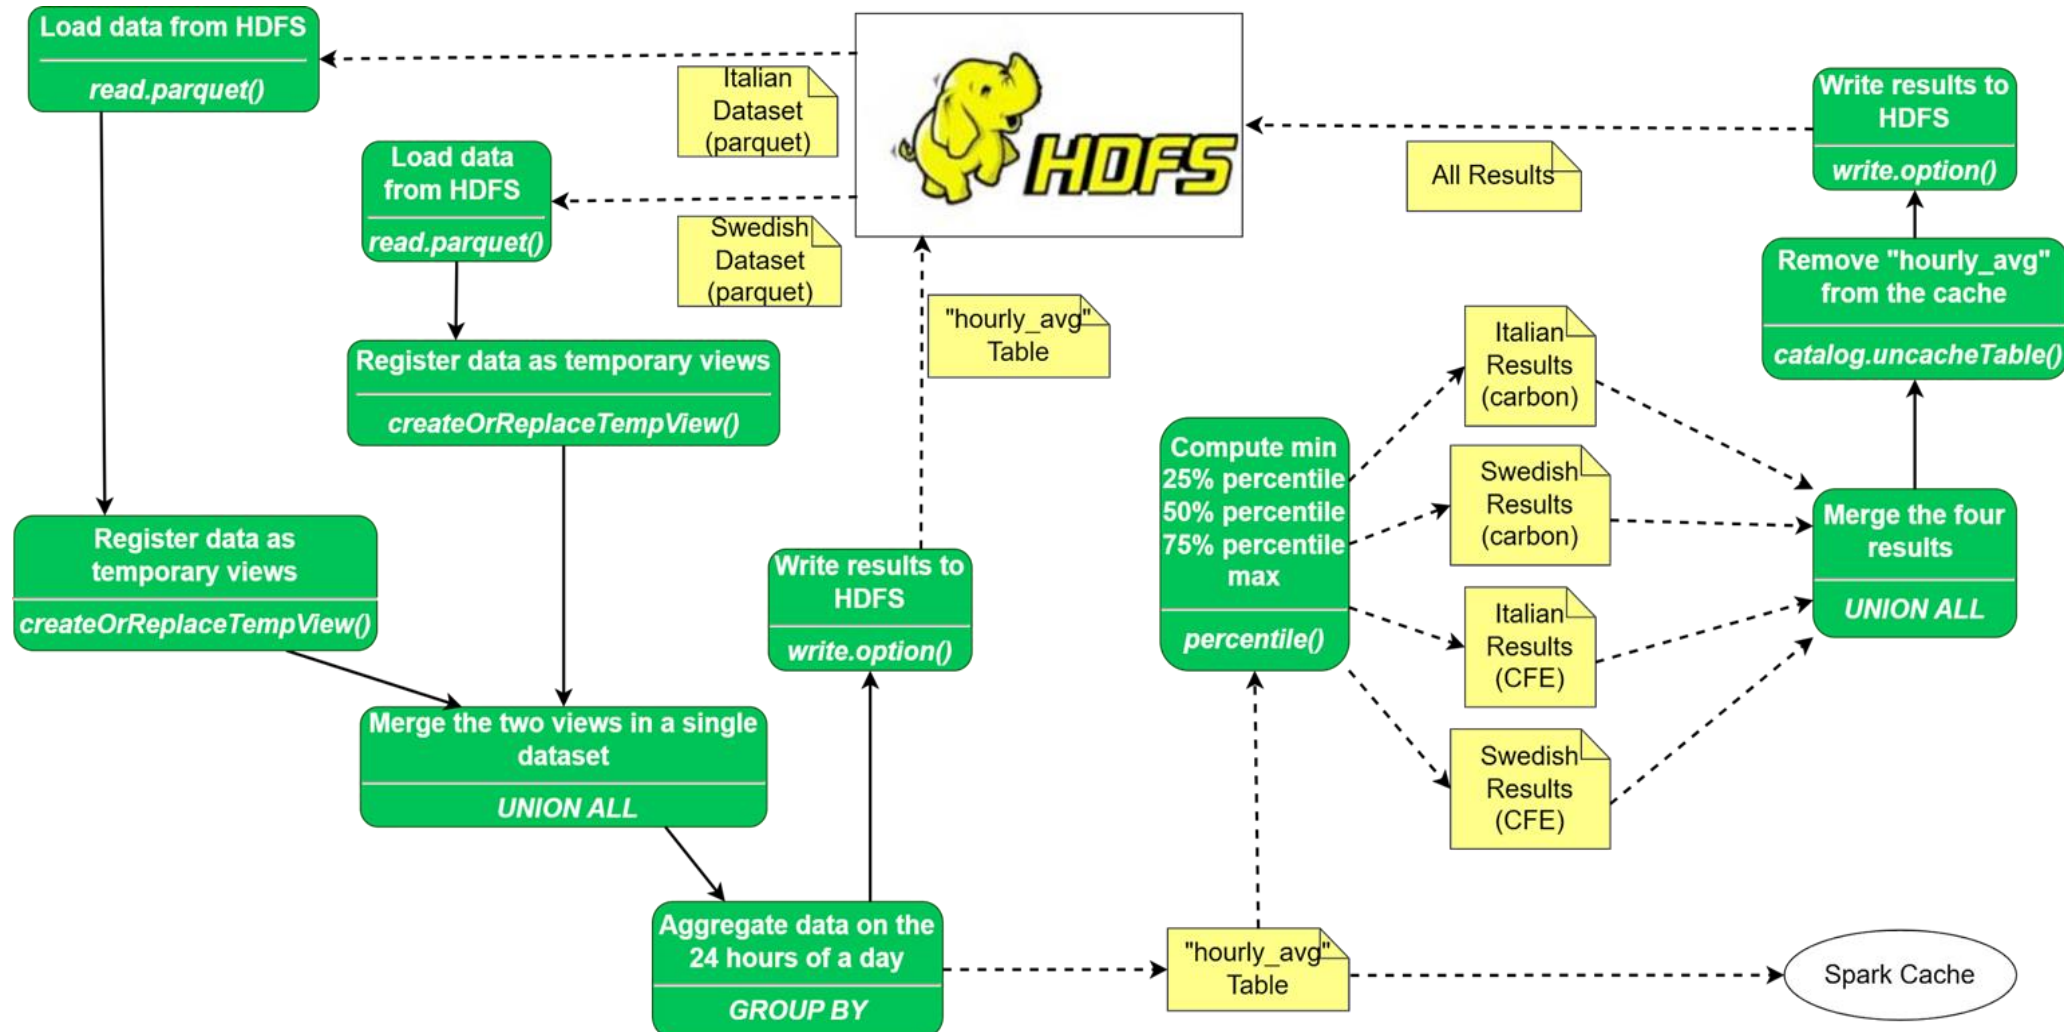 Load data from HDFS
read.parquet()
Italian
Dataset
(parquet)
HDFS
Load data
from HDFS
read.parquet()
Swedish
Dataset
(parquet)
Register data as temporary views
createOrReplaceTempView()
"hourly_avg"
Table
Register data as
temporary views
createOrReplaceTempView()
Merge the two views in a single
dataset
UNION ALL
Write results to
HDFS
write.option()
Aggregate data on the
24 hours of a day
GROUP BY
"hourly_avg"
Table
Spark Cache
Compute min
25% percentile
50% percentile
75% percentile
max
percentile()
Italian
Results
(carbon)
Swedish
Results
(carbon)
Italian
Results
(CFE)
Swedish
Results
(CFE)
Merge the four
results
UNION ALL
Remove "hourly_avg"
from the cache
catalog.uncacheTable()
Write results to
HDFS
write.option()
All Results